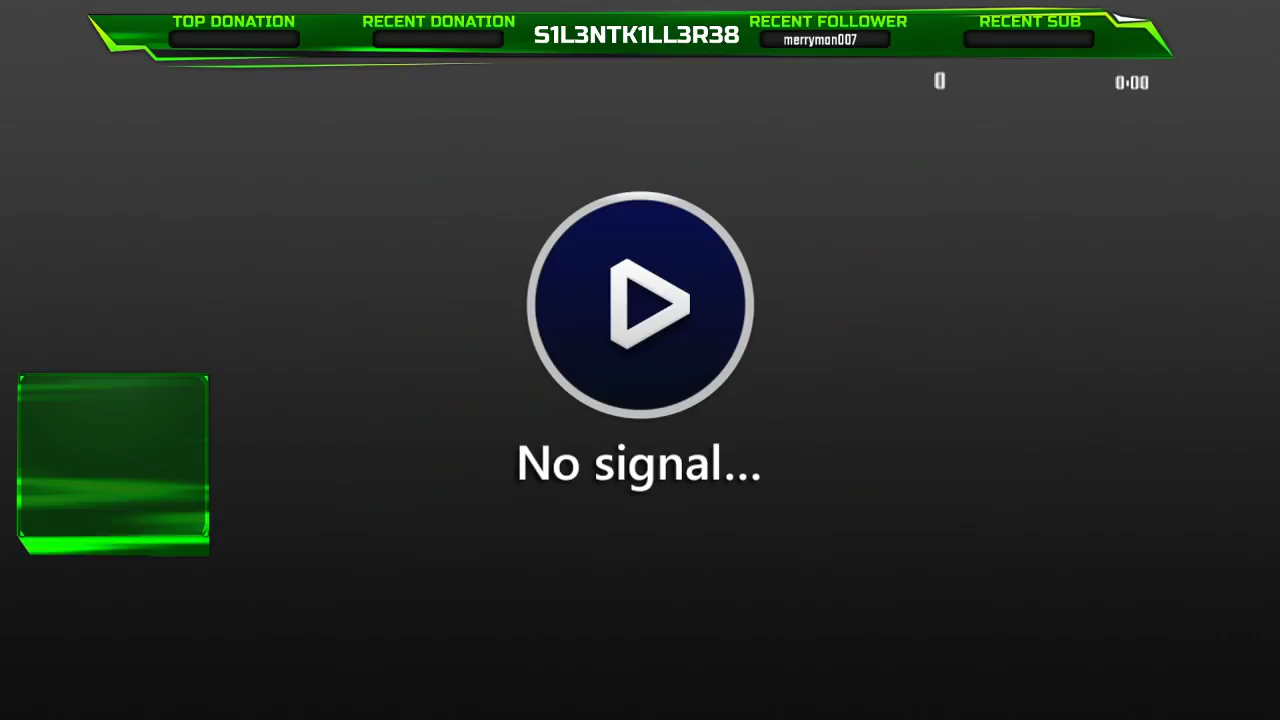 TOP DONATION
RECENT DONATION
S1L3NTK1LL3R38
RECENT FOLLOWER
merryman007
RECENT SUB
0
0:00
No signal...